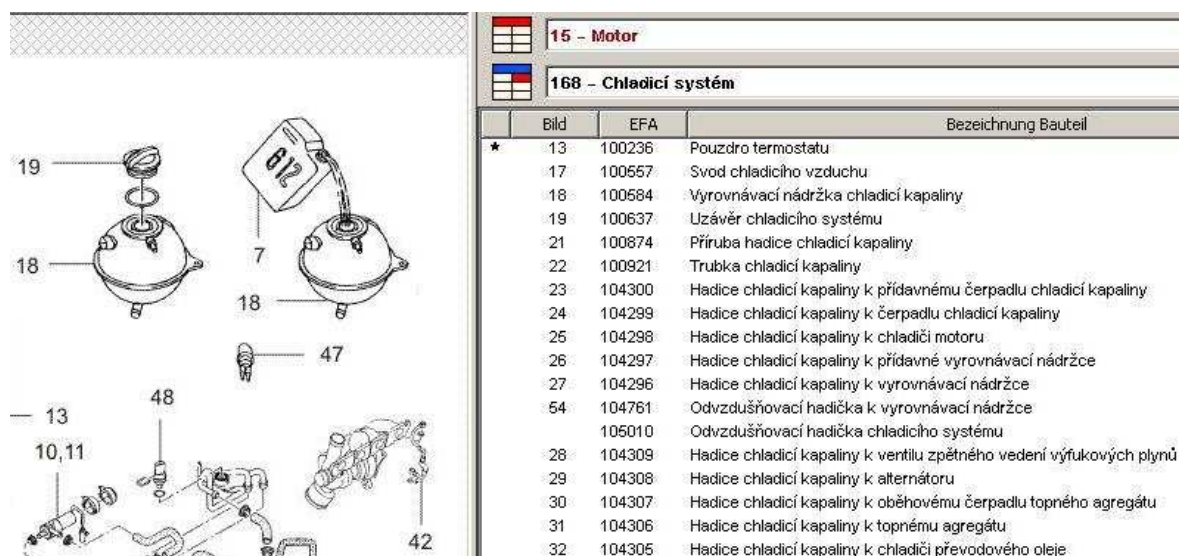 15 - Motor
168 - Chladicí systém
Bild EFA Bezeichnung Bauteil
* 13 100236 Pouzdro termostatu
17 100557 Svod chladicího vzduchu
18 100584 Vyrovnávací nádržka chladicí kapaliny
19 100637 Uzávěr chladicího systému
21 100874 Příruba hadice chladicí kapaliny
22 100921 Trubka chladicí kapaliny
23 104300 Hadice chladicí kapaliny k přídavnému čerpadlu chladicí kapaliny
24 104299 Hadice chladicí kapaliny k čerpadlu chladicí kapaliny
25 104298 Hadice chladicí kapaliny k chladiči motoru
26 104297 Hadice chladicí kapaliny k přídavné vyrovnávací nádržce
27 104296 Hadice chladicí kapaliny k vyrovnávací nádržce
54 104761 Odvzdušňovací hadička k vyrovnávací nádržce
105010 Odvzdušňovací hadička chladicího systému
28 104309 Hadice chladicí kapaliny k ventilu zpětného vedení výfukových plynů
29 104308 Hadice chladicí kapaliny k alternátoru
30 104307 Hadice chladicí kapaliny k oběhovému čerpadlu topného agregátu
31 104306 Hadice chladicí kapaliny k topnému agregátu
32 104305 Hadice chladicí kapaliny k chladiči převodového oleje
19
G12
7
18
18
47
48
13
10,11
42